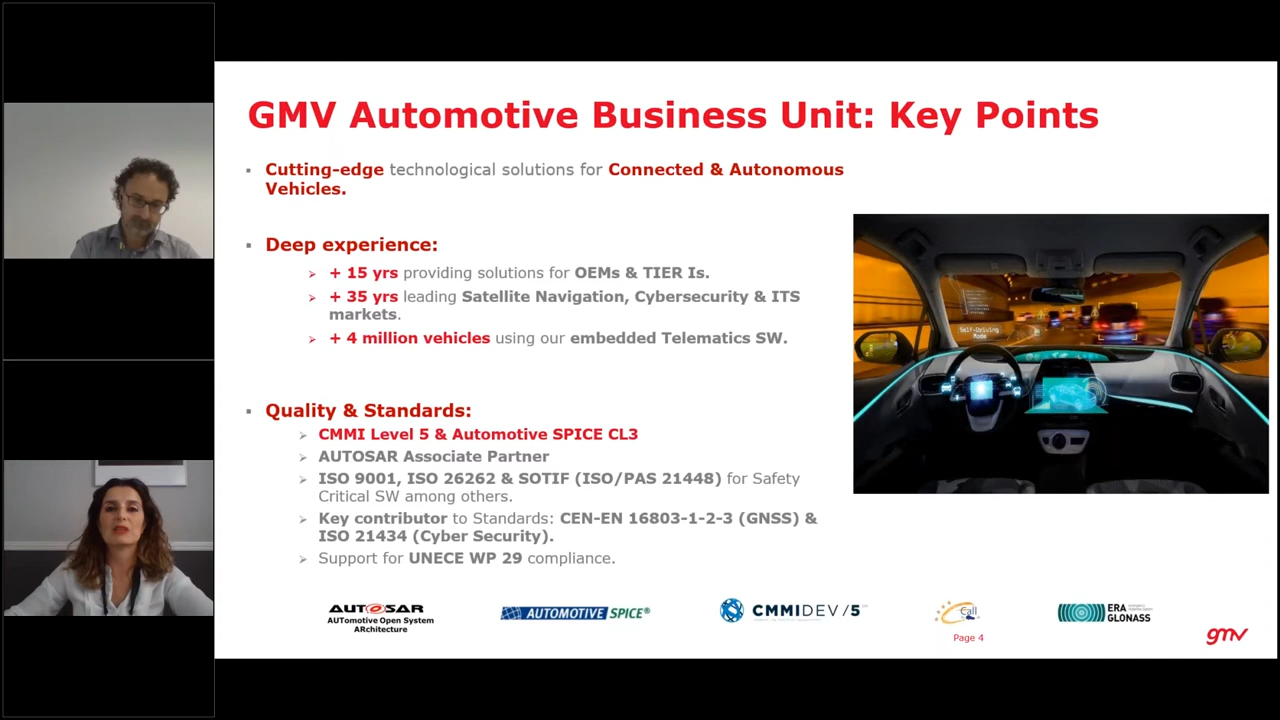 GMV Automotive Business Unit: Key Points
▪ Cutting-edge technological solutions for Connected & Autonomous
Vehicles.
▪ Deep experience:
➢ + 15 yrs providing solutions for OEMs & TIER Is.
➢ + 35 yrs leading Satellite Navigation, Cybersecurity & ITS
markets.
➢ + 4 million vehicles using our embedded Telematics SW.
Self-Driving
Mode
▪ Quality & Standards:
➢ CMMI Level 5 & Automotive SPICE CL3
➢ AUTOSAR Associate Partner
➢ ISO 9001, ISO 26262 & SOTIF (ISO/PAS 21448) for Safety
Critical SW among others.
➢ Key contributor to Standards: CEN-EN 16803-1-2-3 (GNSS) &
ISO 21434 (Cyber Security).
➢ Support for UNECE WP 29 compliance.
AUTOSAR
AUTomotive Open System
ARchitecture
AUTOMOTIVE SPICE®
CMMIDEV/5
eCall
ERA
GLONASS
Page 4
gmv